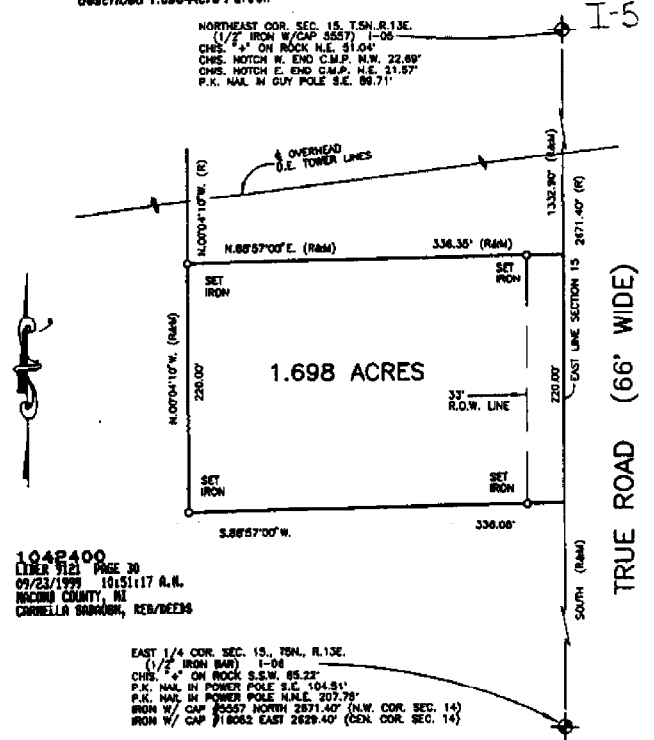 I-5
NORTHEAST COR. SEC. 15, T.5N., R.13E.
(1/2" IRON W/CAP 5557) I-05
CHIS. "+" ON ROCK N.E. 51.04'
CHIS. NOTCH W. END C.M.P. N.W. 22.69'
CHIS. NOTCH E. END C.M.P. N.E. 21.57'
P.K. NAIL IN GUY POLE S.E. 89.71'
℄ OVERHEAD
D.E. TOWER LINES
N.00°04'10"W. (R)
1332.90' (R&M)
2671.40' (R)
N.88°57'00"E. (R&M)
336.35' (R&M)
SET
IRON
SET
IRON
N.00°04'10"W. (R&M)
220.00'
1.698 ACRES
33'
R.O.W. LINE
220.00'
EAST LINE SECTION 15
TRUE ROAD (66' WIDE)
SET
IRON
SET
IRON
S.88°57'00"W.
336.08'
SOUTH (R&M)
1042400
LIBER 9121 PAGE 30
09/23/1999 10:51:17 A.M.
MACOMB COUNTY, MI
CARMELLA SABAUGH, REG/DEEDS
EAST 1/4 COR. SEC. 15., T5N., R.13E.
(1/2" IRON BAR) I-06
CHIS. "+" ON ROCK S.S.W. 85.22'
P.K. NAIL IN POWER POLE S.E. 104.51'
P.K. NAIL IN POWER POLE N.N.E. 207.78'
IRON W/ CAP #5557 NORTH 2671.40' (N.W. COR. SEC. 14)
IRON W/ CAP #18062 EAST 2629.40' (CEN. COR. SEC. 14)